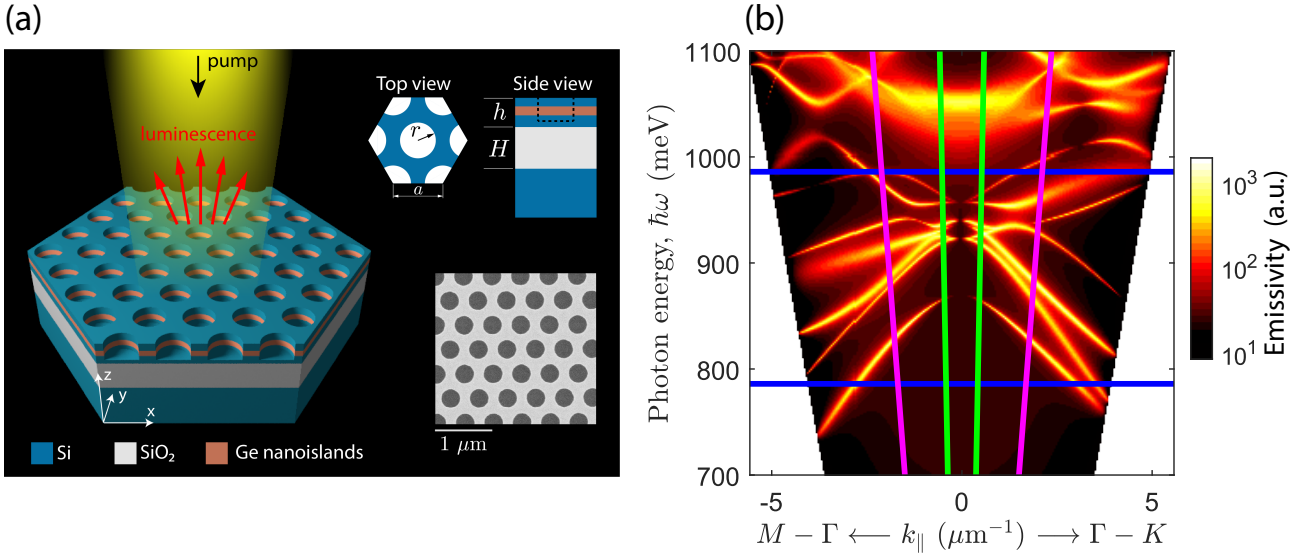 (a)
pump
luminescence
Top view
Side view
r
a
h
H
z
y
x
1 μm
Si
SiO₂
Ge nanoislands
(b)
Photon energy, ħω (meV)
1100
1000
900
800
700
-5
0
5
M − Γ ⟵ k∥ (μm⁻¹) ⟶ Γ − K
10³
10²
10¹
Emissivity (a.u.)